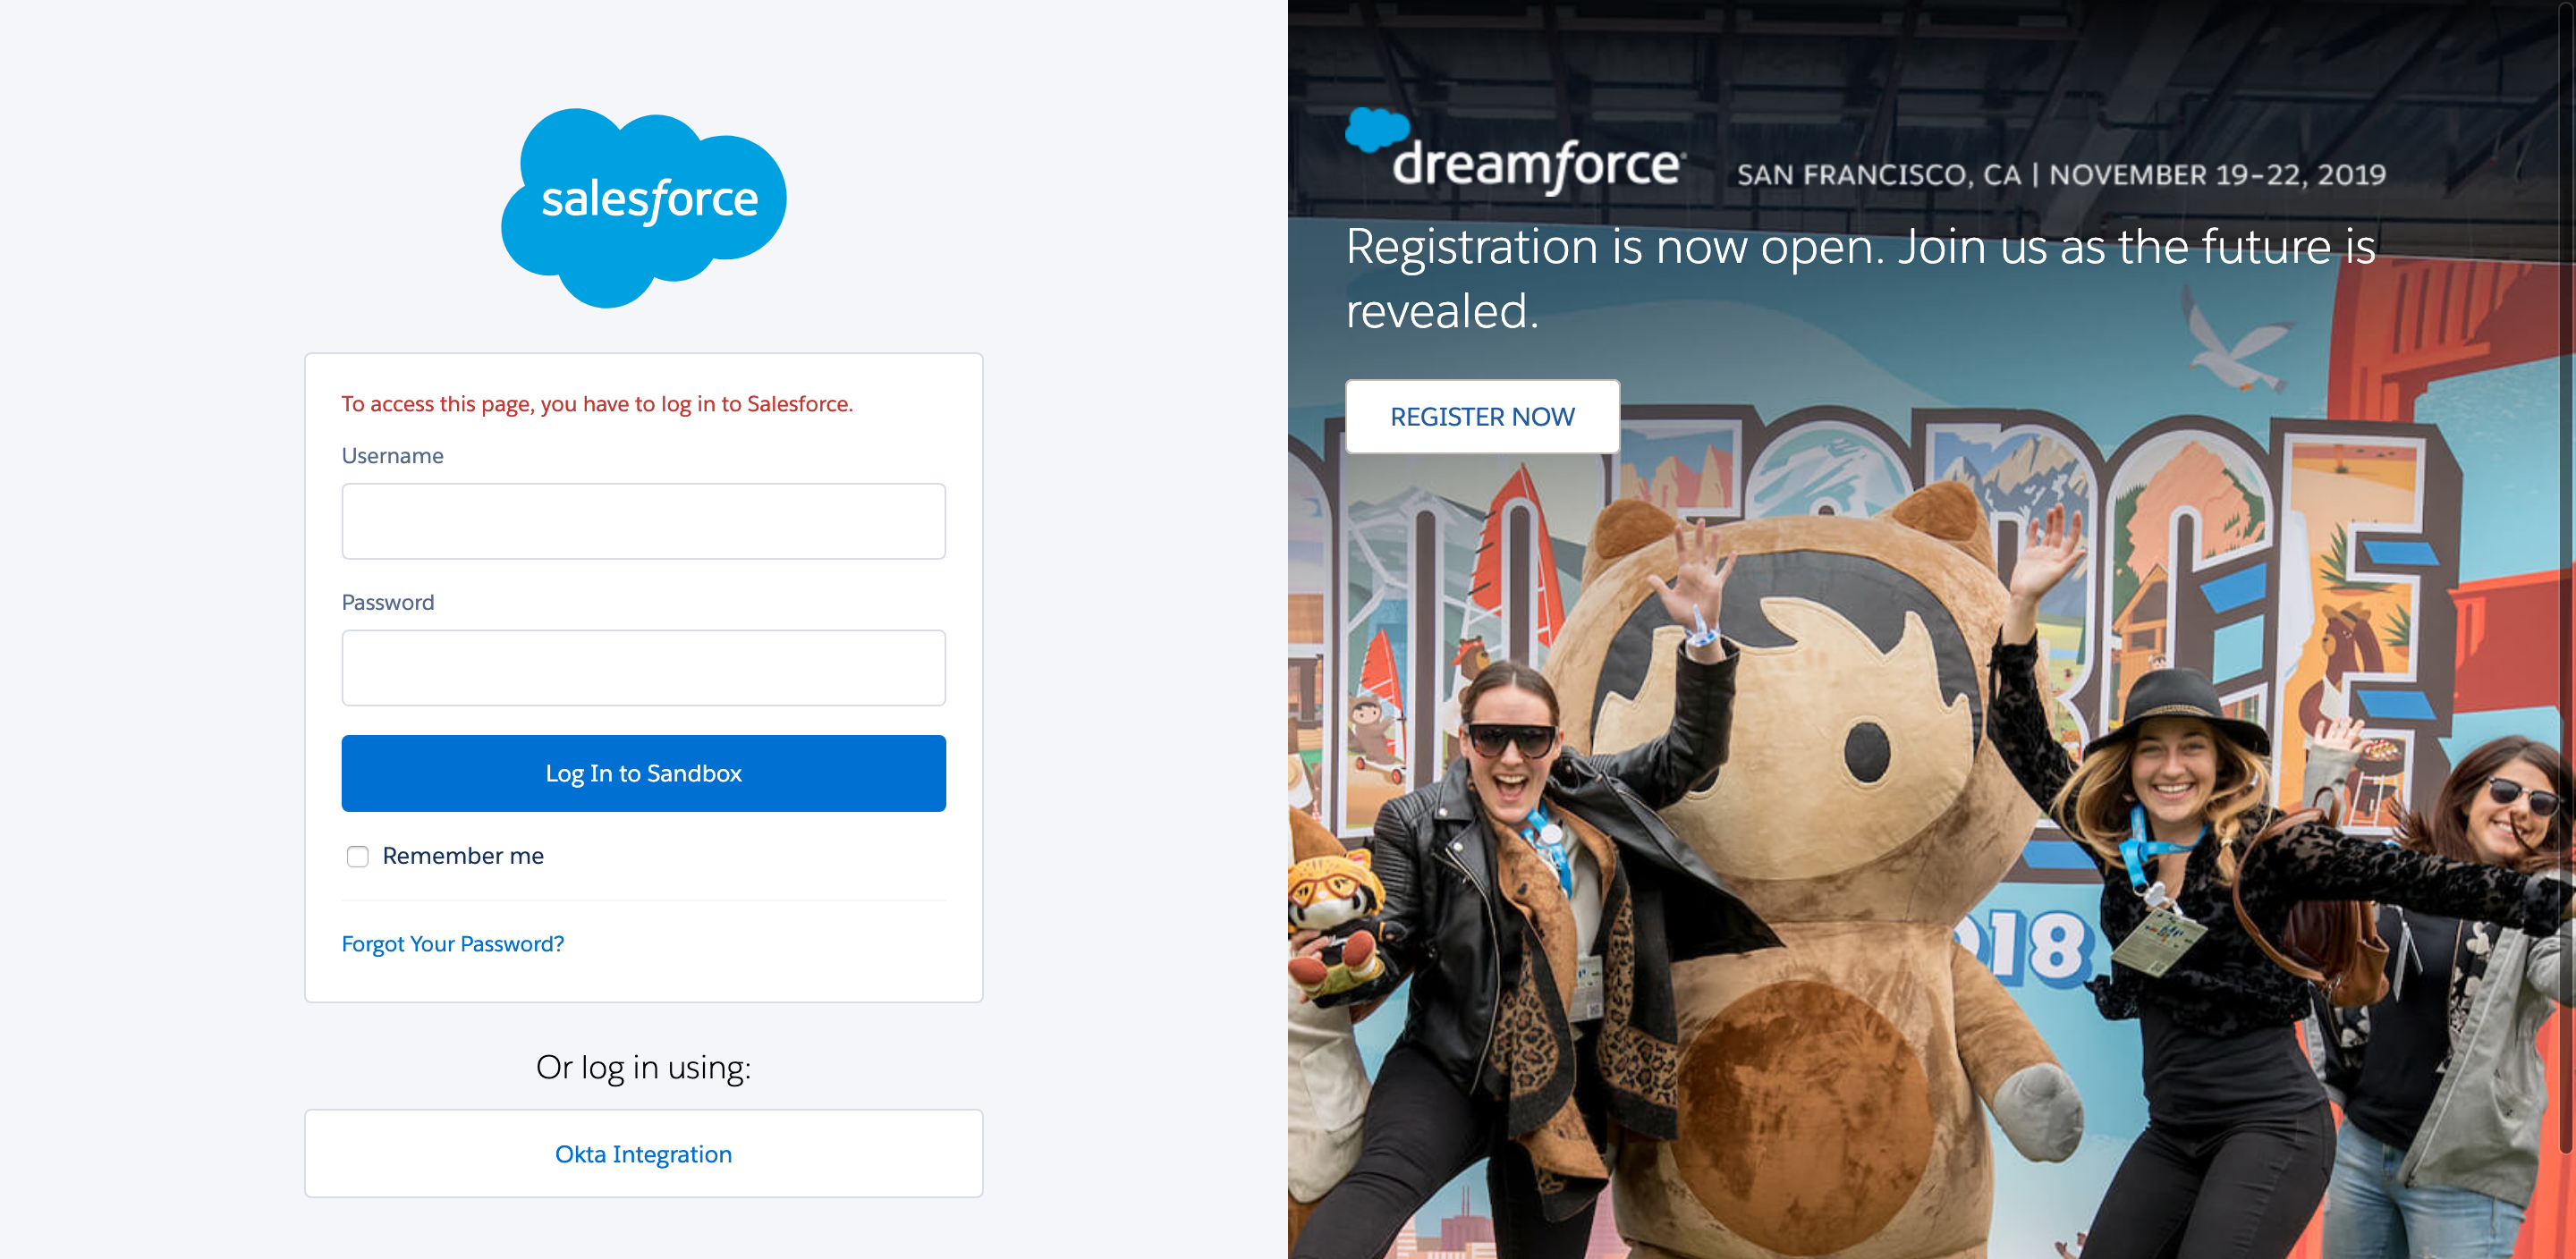 salesforce
To access this page, you have to log in to Salesforce.
Username
Password
Log In to Sandbox
Remember me
Forgot Your Password?
Or log in using:
Okta Integration
dreamforce
SAN FRANCISCO, CA | NOVEMBER 19-22, 2019
Registration is now open. Join us as the future is
revealed.
REGISTER NOW
FORCE
18